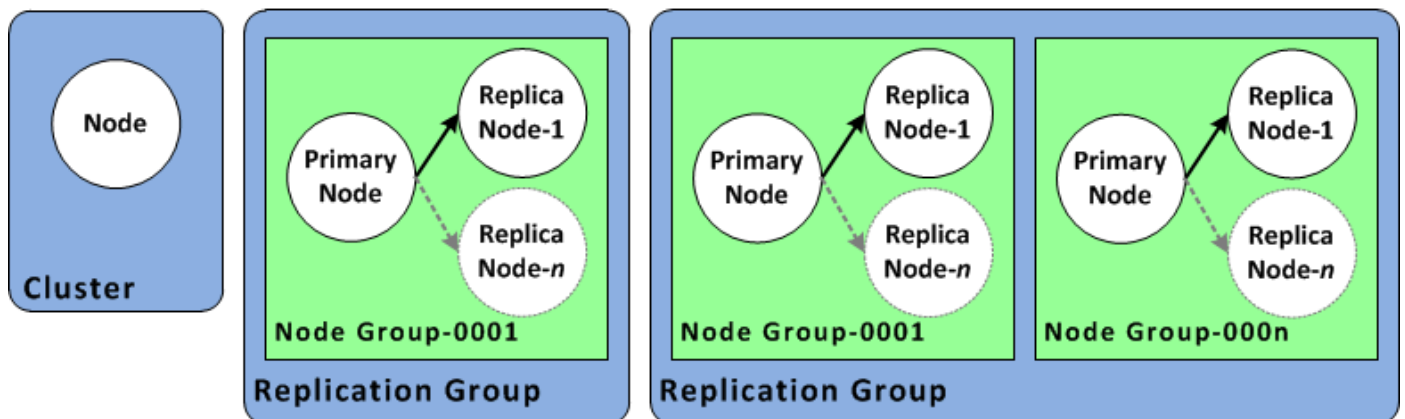 Node
Cluster
Primary
Node
Replica
Node-1
Replica
Node-n
Node Group-0001
Replication Group
Primary
Node
Replica
Node-1
Replica
Node-n
Node Group-0001
Primary
Node
Replica
Node-1
Replica
Node-n
Node Group-000n
Replication Group